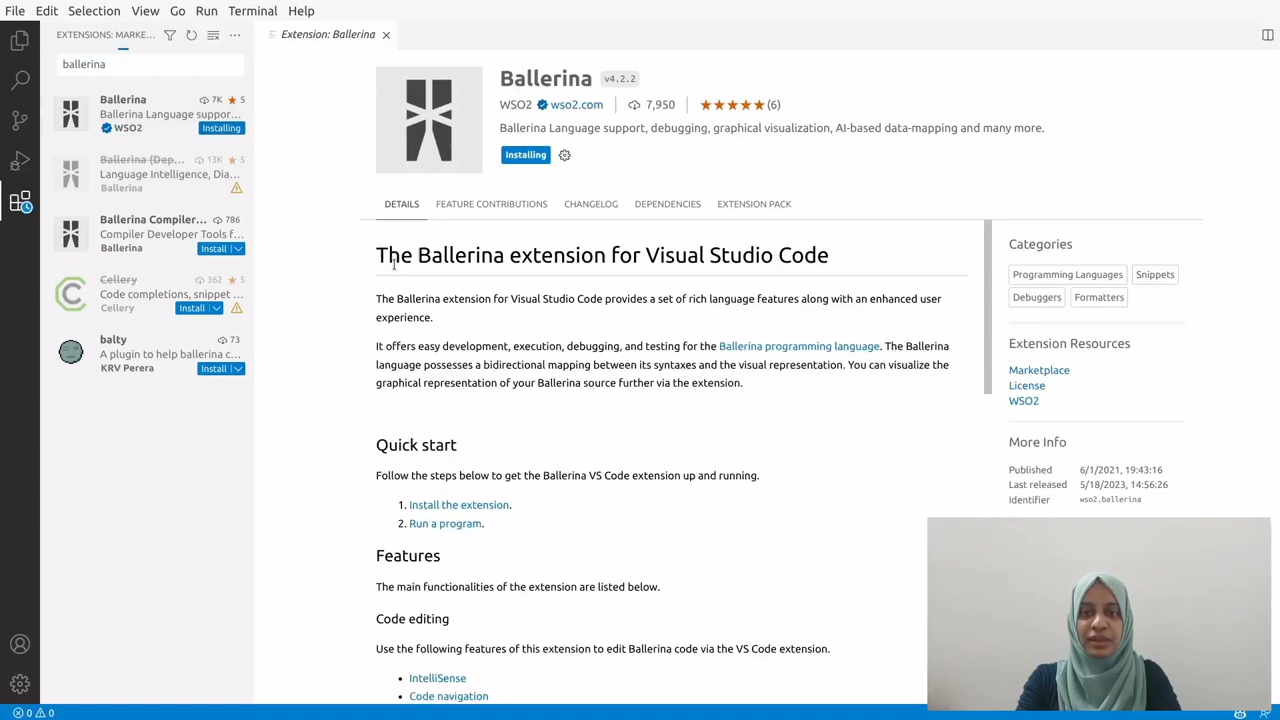 File Edit Selection View Go Run Terminal Help
EXTENSIONS: MARKE...
ballerina
Ballerina 7K 5
Ballerina Language suppor...
WSO2 Installing
Ballerina (Dep... 13K 5
Language Intelligence, Dia...
Ballerina
Ballerina Compiler... 786
Compiler Developer Tools f...
Ballerina Install
Cellery 362 5
Code completions, snippet ...
Cellery Install
balty 73
A plugin to help ballerina c...
KRV Perera Install
Extension: Ballerina
Ballerina v4.2.2
WSO2 wso2.com 7,950 (6)
Ballerina Language support, debugging, graphical visualization, AI-based data-mapping and many more.
Installing
DETAILS FEATURE CONTRIBUTIONS CHANGELOG DEPENDENCIES EXTENSION PACK
The Ballerina extension for Visual Studio Code
The Ballerina extension for Visual Studio Code provides a set of rich language features along with an enhanced user
experience.
It offers easy development, execution, debugging, and testing for the Ballerina programming language. The Ballerina
language possesses a bidirectional mapping between its syntaxes and the visual representation. You can visualize the
graphical representation of your Ballerina source further via the extension.
Quick start
Follow the steps below to get the Ballerina VS Code extension up and running.
1. Install the extension.
2. Run a program.
Features
The main functionalities of the extension are listed below.
Code editing
Use the following features of this extension to edit Ballerina code via the VS Code extension.
• IntelliSense
• Code navigation
Categories
Programming Languages Snippets
Debuggers Formatters
Extension Resources
Marketplace
License
WSO2
More Info
Published 6/1/2021, 19:43:16
Last released 5/18/2023, 14:56:26
Identifier wso2.ballerina
0 0